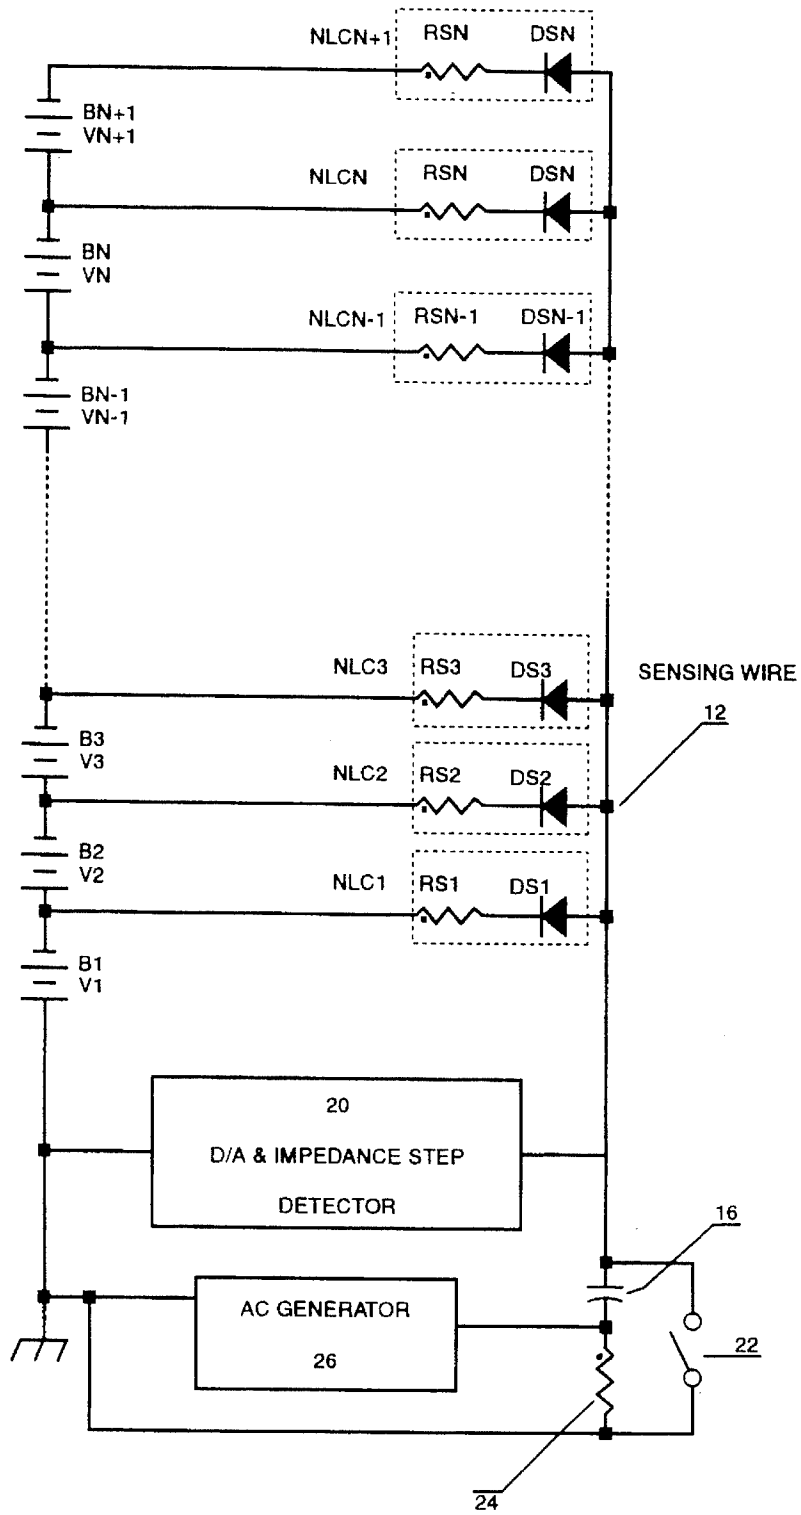 NLCN+1
RSN
DSN
BN+1
VN+1
NLCN
RSN
DSN
BN
VN
NLCN-1
RSN-1
DSN-1
BN-1
VN-1
NLC3
RS3
DS3
SENSING WIRE
12
B3
V3
NLC2
RS2
DS2
B2
V2
NLC1
RS1
DS1
B1
V1
20
D/A & IMPEDANCE STEP
DETECTOR
16
AC GENERATOR
26
22
24